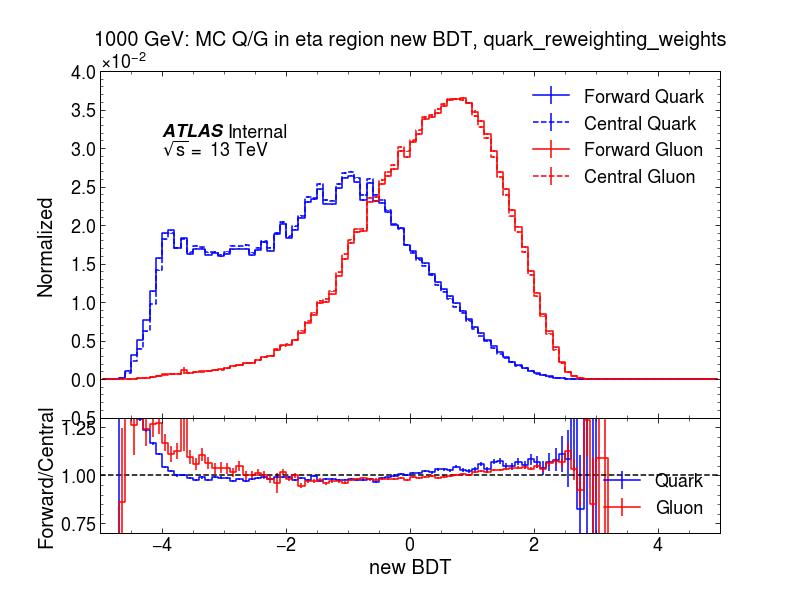 1000 GeV: MC Q/G in eta region new BDT, quark_reweighting_weights
×10⁻²
4.0
3.5
3.0
2.5
2.0
1.5
1.0
0.5
0.0
0.5
Normalized
ATLAS Internal
√s = 13 TeV
Forward Quark
Central Quark
Forward Gluon
Central Gluon
1.25
1.00
0.75
Forward/Central
Quark
Gluon
−4 −2 0 2 4
new BDT